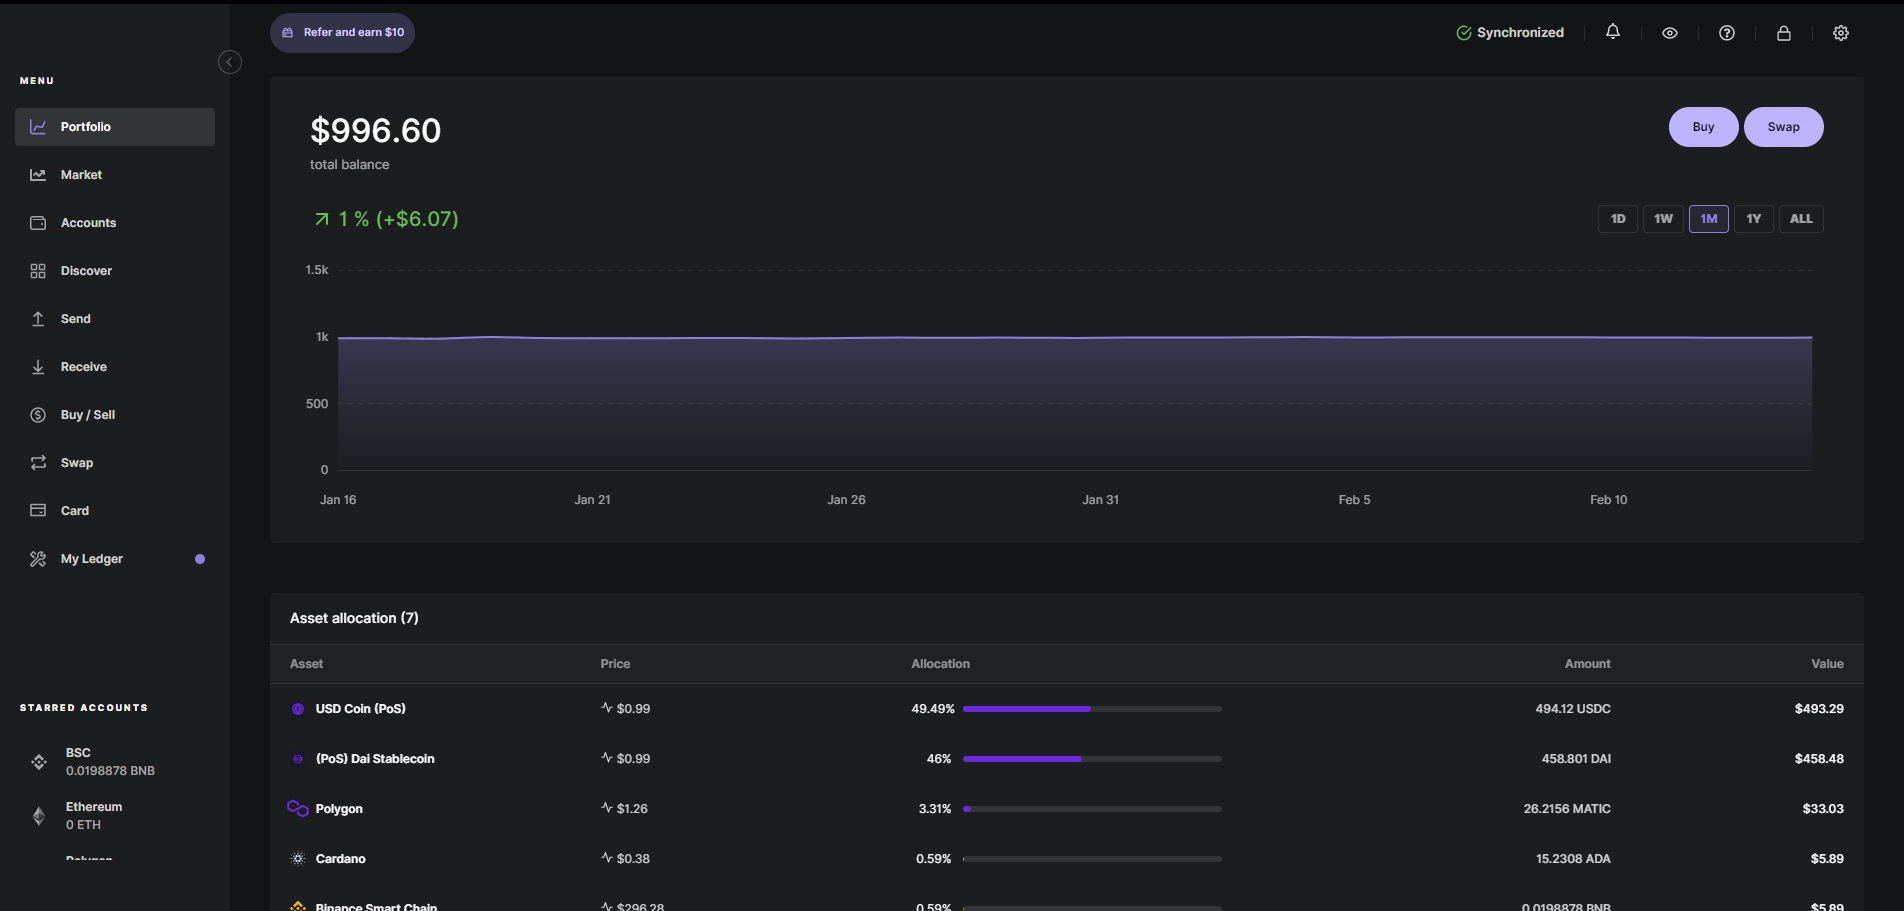 Refer and earn $10
Synchronized
MENU
Portfolio
Market
Accounts
Discover
Send
Receive
Buy / Sell
Swap
Card
My Ledger
STARRED ACCOUNTS
BSC
0.0198878 BNB
Ethereum
0 ETH
Polygon
$996.60
total balance
Buy
Swap
1 % (+$6.07)
1D 1W 1M 1Y ALL
1.5k
1k
500
0
Jan 16 Jan 21 Jan 26 Jan 31 Feb 5 Feb 10
Asset allocation (7)
Asset Price Allocation Amount Value
USD Coin (PoS) $0.99 49.49% 494.12 USDC $493.29
(PoS) Dai Stablecoin $0.99 46% 458.801 DAI $458.48
Polygon $1.26 3.31% 26.2156 MATIC $33.03
Cardano $0.38 0.59% 15.2308 ADA $5.89
Binance Smart Chain $296.28 0.59% 0.0198878 BNB $5.89